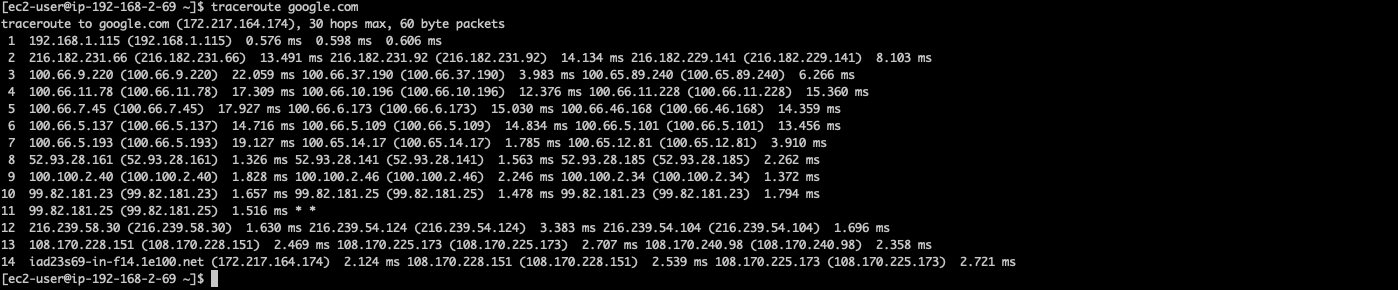 [ec2-user@ip-192-168-2-69 ~]$ traceroute google.com
traceroute to google.com (172.217.164.174), 30 hops max, 60 byte packets
 1  192.168.1.115 (192.168.1.115)  0.576 ms  0.598 ms  0.606 ms
 2  216.182.231.66 (216.182.231.66)  13.491 ms 216.182.231.92 (216.182.231.92)  14.134 ms 216.182.229.141 (216.182.229.141)  8.103 ms
 3  100.66.9.220 (100.66.9.220)  22.059 ms 100.66.37.190 (100.66.37.190)  3.983 ms 100.65.89.240 (100.65.89.240)  6.266 ms
 4  100.66.11.78 (100.66.11.78)  17.309 ms 100.66.10.196 (100.66.10.196)  12.376 ms 100.66.11.228 (100.66.11.228)  15.360 ms
 5  100.66.7.45 (100.66.7.45)  17.927 ms 100.66.6.173 (100.66.6.173)  15.030 ms 100.66.46.168 (100.66.46.168)  14.359 ms
 6  100.66.5.137 (100.66.5.137)  14.716 ms 100.66.5.109 (100.66.5.109)  14.834 ms 100.66.5.101 (100.66.5.101)  13.456 ms
 7  100.66.5.193 (100.66.5.193)  19.127 ms 100.65.14.17 (100.65.14.17)  1.785 ms 100.65.12.81 (100.65.12.81)  3.910 ms
 8  52.93.28.161 (52.93.28.161)  1.326 ms 52.93.28.141 (52.93.28.141)  1.563 ms 52.93.28.185 (52.93.28.185)  2.262 ms
 9  100.100.2.40 (100.100.2.40)  1.828 ms 100.100.2.46 (100.100.2.46)  2.246 ms 100.100.2.34 (100.100.2.34)  1.372 ms
10  99.82.181.23 (99.82.181.23)  1.657 ms 99.82.181.25 (99.82.181.25)  1.478 ms 99.82.181.23 (99.82.181.23)  1.794 ms
11  99.82.181.25 (99.82.181.25)  1.516 ms * *
12  216.239.58.30 (216.239.58.30)  1.630 ms 216.239.54.124 (216.239.54.124)  3.383 ms 216.239.54.104 (216.239.54.104)  1.696 ms
13  108.170.228.151 (108.170.228.151)  2.469 ms 108.170.225.173 (108.170.225.173)  2.707 ms 108.170.240.98 (108.170.240.98)  2.358 ms
14  iad23s69-in-f14.1e100.net (172.217.164.174)  2.124 ms 108.170.228.151 (108.170.228.151)  2.539 ms 108.170.225.173 (108.170.225.173)  2.721 ms
[ec2-user@ip-192-168-2-69 ~]$